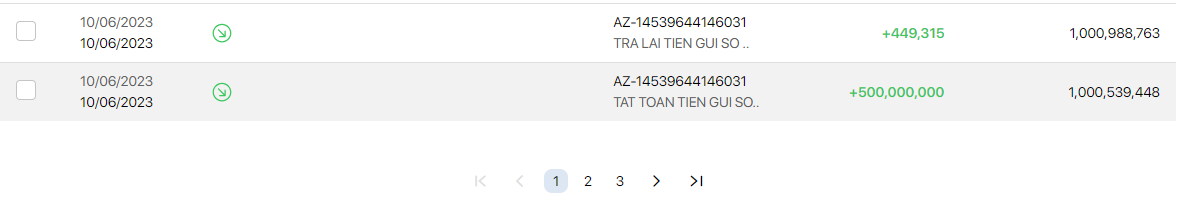 10/06/2023 AZ-14539644146031 +449,315 1,000,988,763
10/06/2023 TRA LAI TIEN GUI SO ..
10/06/2023 AZ-14539644146031 +500,000,000 1,000,539,448
10/06/2023 TAT TOAN TIEN GUI SO..
1 2 3